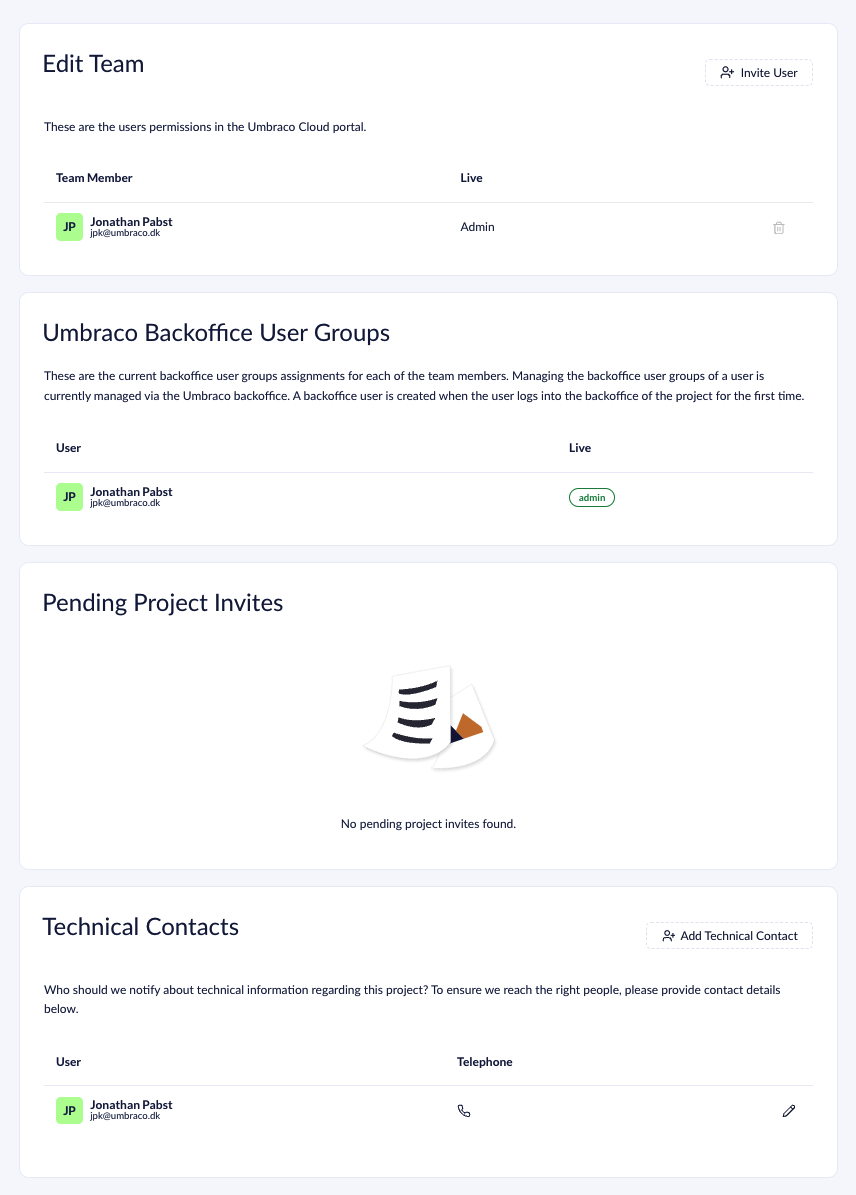 Edit Team
Invite User
These are the users permissions in the Umbraco Cloud portal.
Team Member Live
JP Jonathan Pabst
jpk@umbraco.dk
Admin
Umbraco Backoffice User Groups
These are the current backoffice user groups assignments for each of the team members. Managing the backoffice user groups of a user is
currently managed via the Umbraco backoffice. A backoffice user is created when the user logs into the backoffice of the project for the first time.
User Live
JP Jonathan Pabst
jpk@umbraco.dk
admin
Pending Project Invites
No pending project invites found.
Technical Contacts
Add Technical Contact
Who should we notify about technical information regarding this project? To ensure we reach the right people, please provide contact details
below.
User Telephone
JP Jonathan Pabst
jpk@umbraco.dk